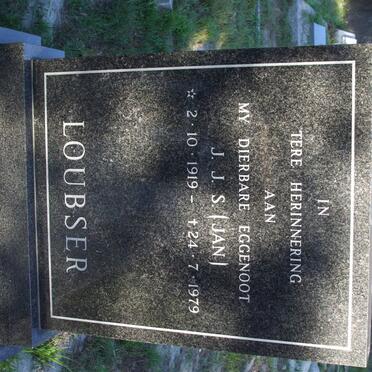 IN
TERE HERINNERING
AAN
MY DIERBARE EGGENOOT
J. J. S (JAN)
☆ 2·10·1919 – ✝24·7·1979
LOUBSER